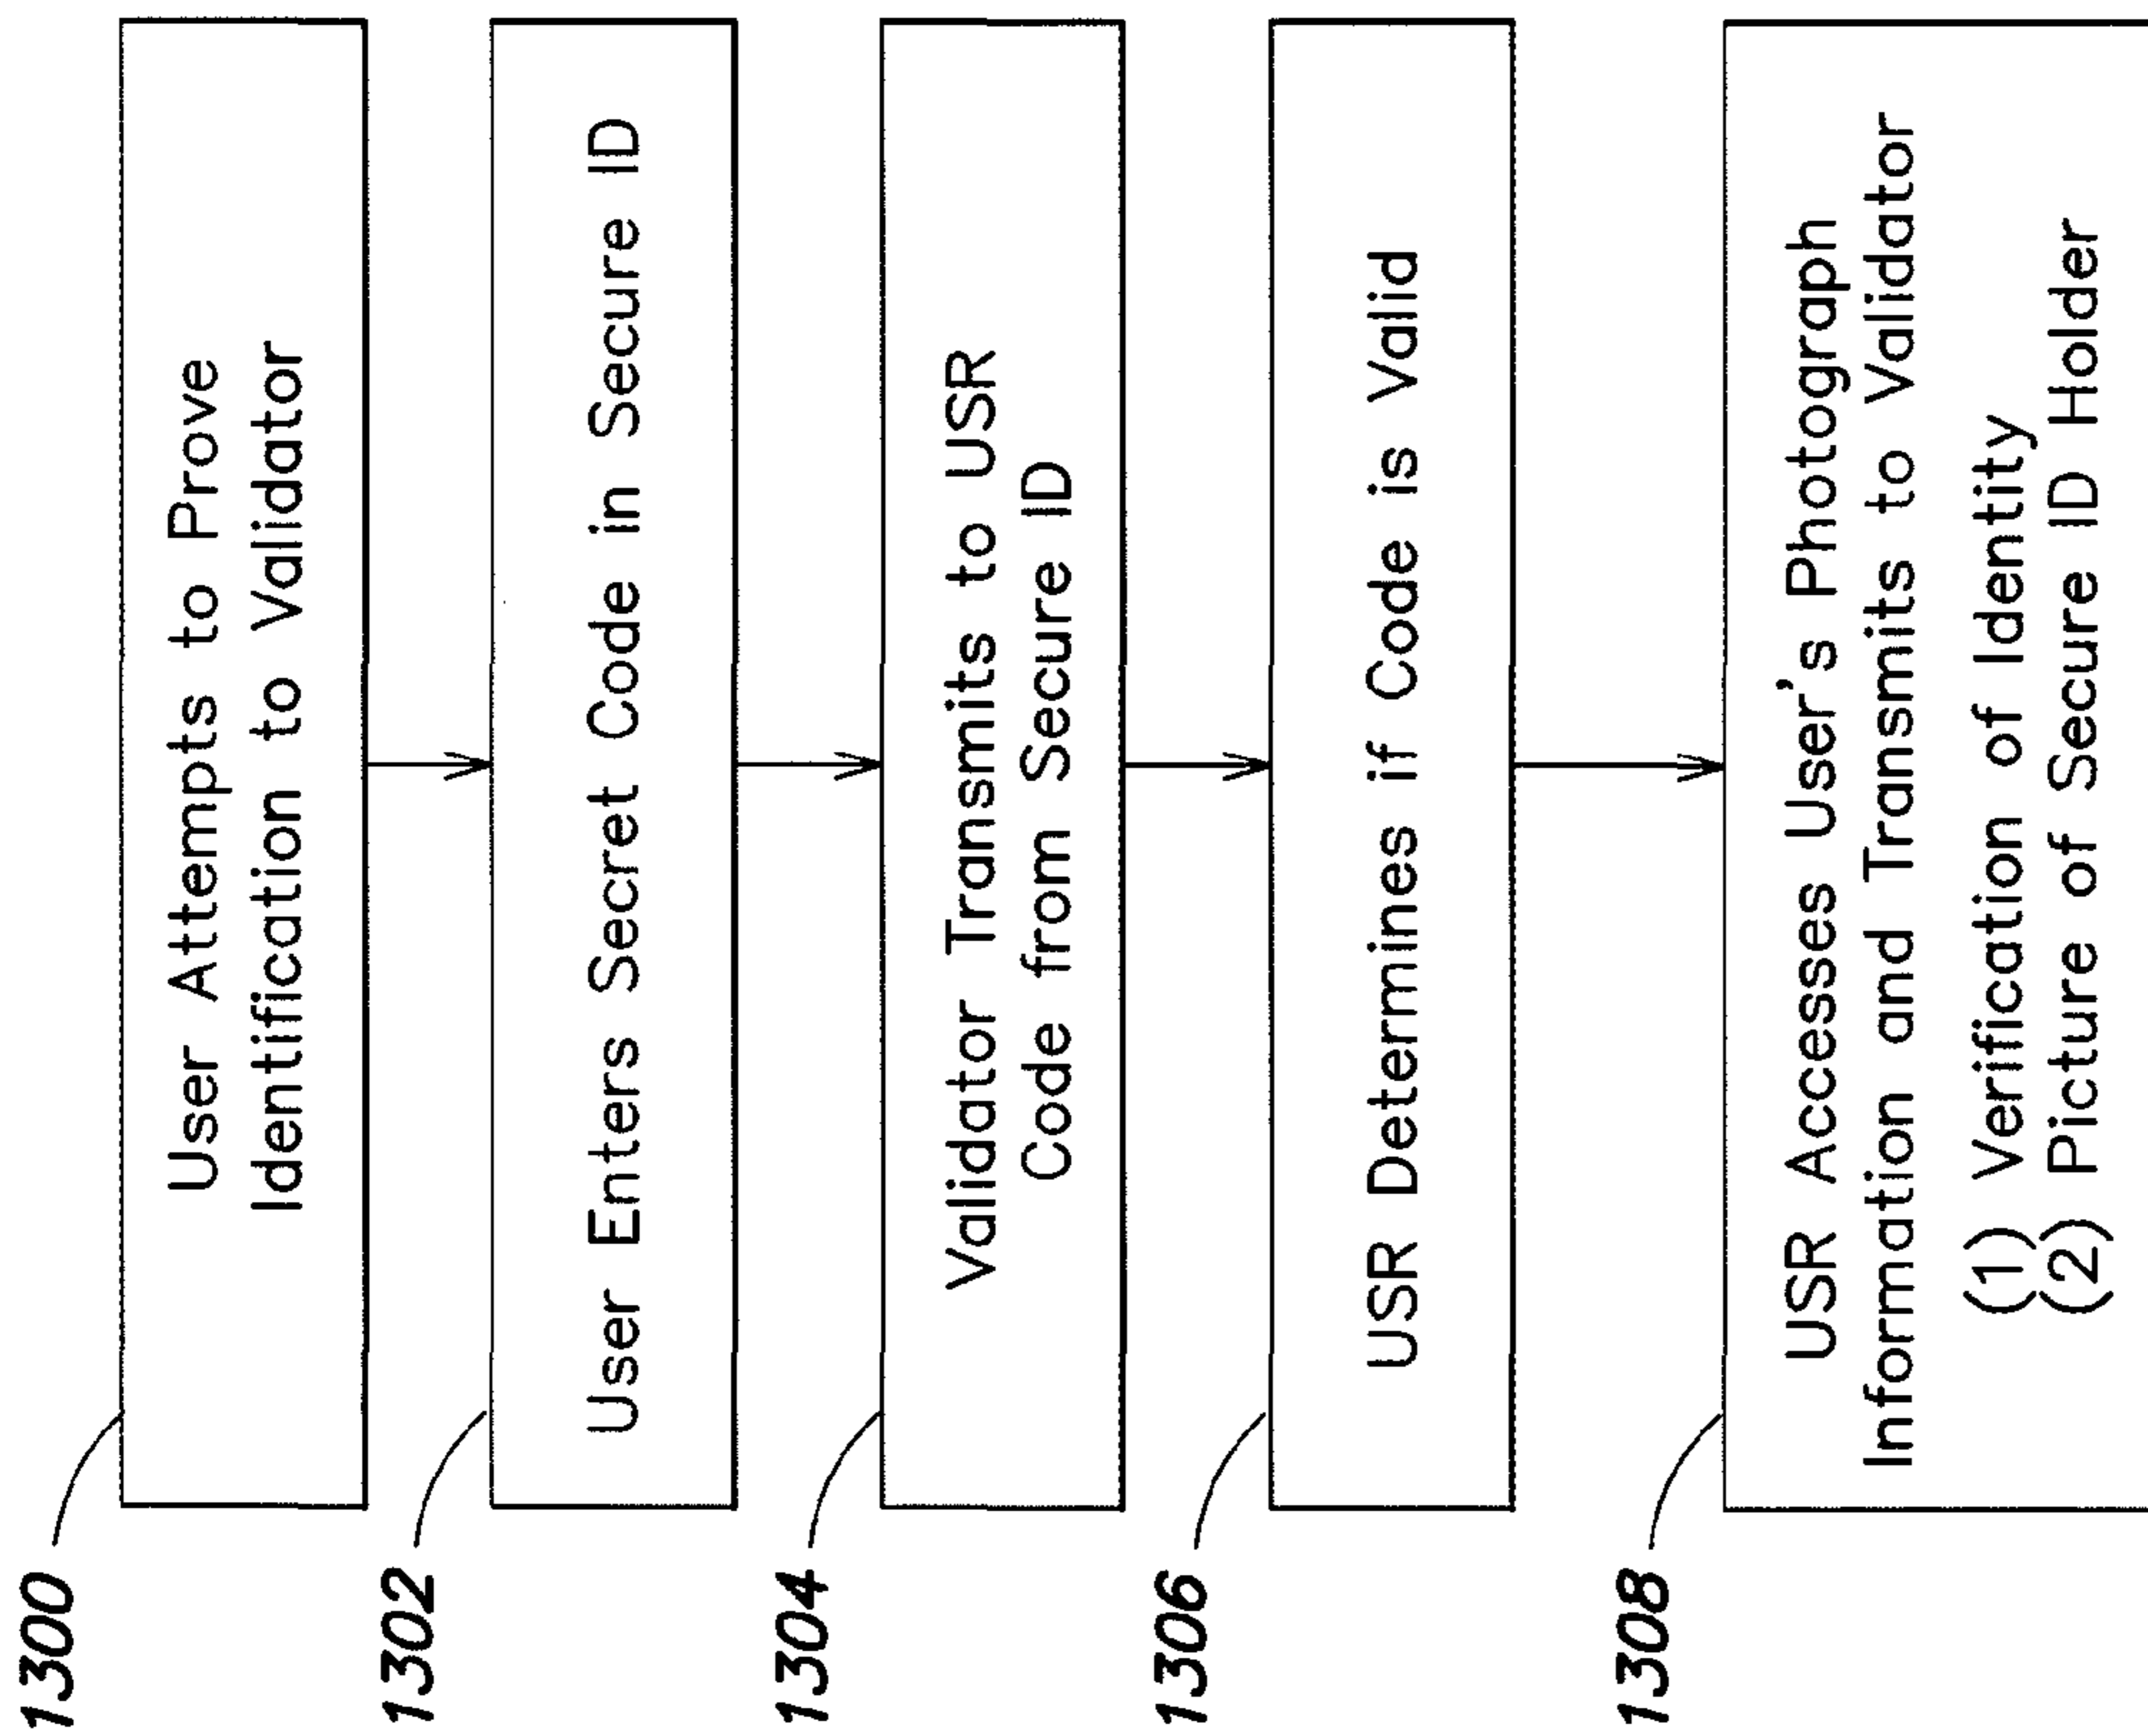 1300
User Attempts to Prove
Identification to Validator
1302
User Enters Secret Code in Secure ID
1304
Validator Transmits to USR
Code from Secure ID
1306
USR Determines if Code is Valid
1308
USR Accesses User's Photograph
Information and Transmits to Validator
(1) Verification of Identity
(2) Picture of Secure ID Holder